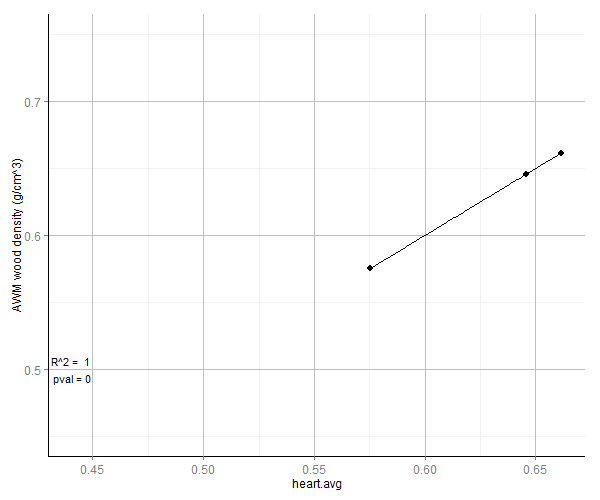 AWM wood density (g/cm^3)
0.7
0.6
0.5
R^2 = 1
pval = 0
0.45 0.50 0.55 0.60 0.65
heart.avg